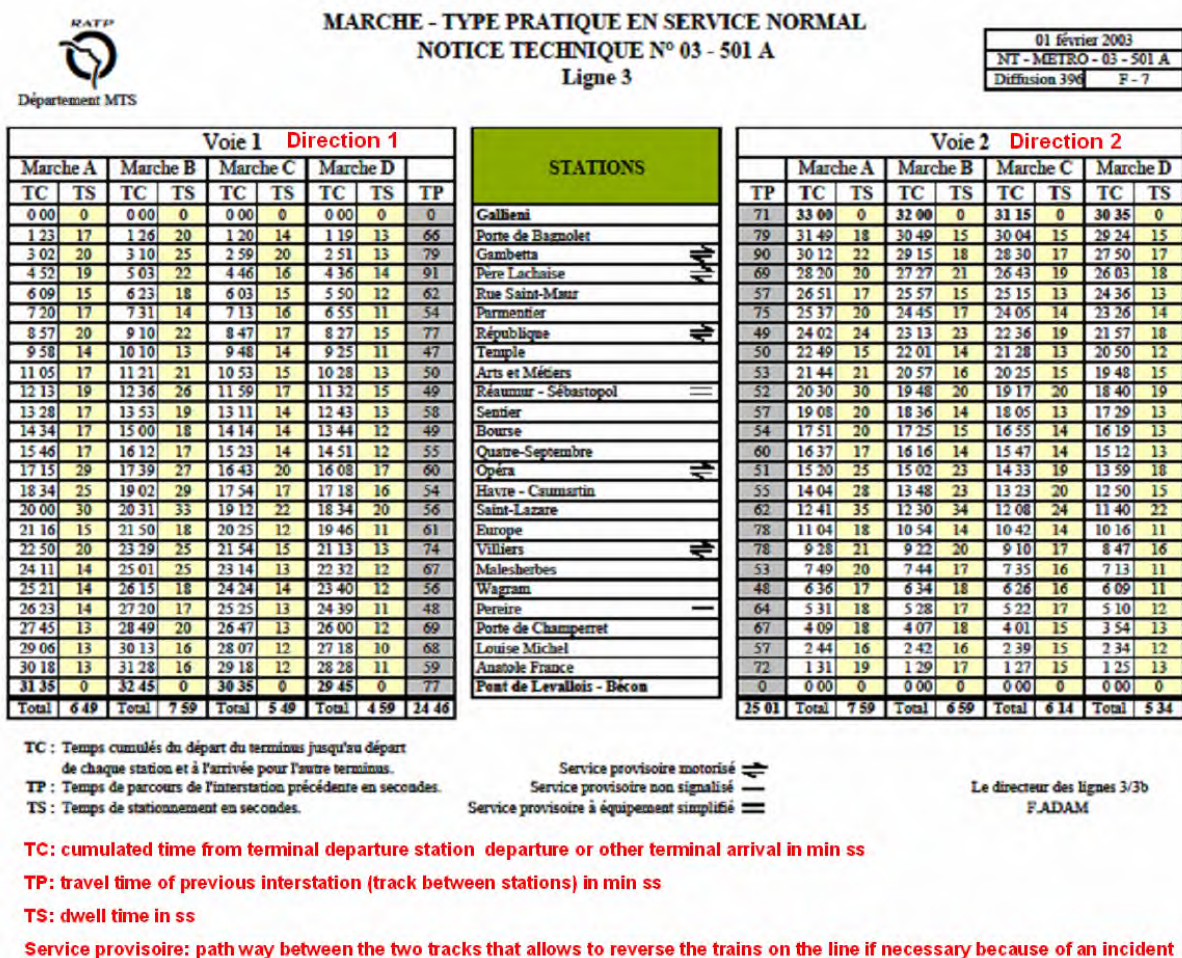 RATP
Département MTS
MARCHE - TYPE PRATIQUE EN SERVICE NORMAL
NOTICE TECHNIQUE N° 03 - 501 A
Ligne 3
01 février 2003
NT - METRO - 03 - 501 A
Diffusion 396 F - 7
Voie 1 Direction 1 STATIONS Voie 2 Direction 2
Marche A Marche B Marche C Marche D Marche A Marche B Marche C Marche D
TC TS TC TS TC TS TC TS TP TP TC TS TC TS TC TS TC TS
0 00 0 0 00 0 0 00 0 0 00 0 0 Gallieni 71 33 00 0 32 00 0 31 15 0 30 35 0
1 23 17 1 26 20 1 20 14 1 19 13 66 Porte de Bagnolet 79 31 49 18 30 49 15 30 04 15 29 24 15
3 02 20 3 10 25 2 59 20 2 51 13 79 Gambetta 90 30 12 22 29 15 18 28 30 17 27 50 17
4 52 19 5 03 22 4 46 16 4 36 14 91 Père Lachaise 69 28 20 20 27 27 21 26 43 19 26 03 18
6 09 15 6 23 18 6 03 15 5 50 12 62 Rue Saint-Maur 57 26 51 17 25 57 15 25 15 13 24 36 13
7 20 17 7 31 14 7 13 16 6 55 11 54 Parmentier 75 25 37 20 24 45 17 24 05 14 23 26 14
8 57 20 9 10 22 8 47 17 8 27 15 77 République 49 24 02 24 23 13 23 22 36 19 21 57 18
9 58 14 10 10 13 9 48 14 9 25 11 47 Temple 50 22 49 15 22 01 14 21 28 13 20 50 12
11 05 17 11 21 21 10 53 15 10 28 13 50 Arts et Métiers 53 21 44 21 20 57 16 20 25 15 19 48 15
12 13 19 12 36 26 11 59 17 11 32 15 49 Réaumur - Sébastopol 52 20 30 30 19 48 20 19 17 20 18 40 19
13 28 17 13 53 19 13 11 14 12 43 13 58 Sentier 57 19 08 20 18 36 14 18 05 13 17 29 13
14 34 17 15 00 18 14 14 14 13 44 12 49 Bourse 54 17 51 20 17 25 15 16 55 14 16 19 13
15 46 17 16 12 17 15 23 14 14 51 12 55 Quatre-Septembre 60 16 37 17 16 16 14 15 47 14 15 12 13
17 15 29 17 39 27 16 43 20 16 08 17 60 Opéra 51 15 20 25 15 02 23 14 33 19 13 59 18
18 34 25 19 02 29 17 54 17 17 18 16 54 Havre - Caumartin 55 14 04 28 13 48 23 13 23 20 12 50 15
20 00 30 20 31 33 19 12 22 18 34 20 56 Saint-Lazare 62 12 41 35 12 30 34 12 08 24 11 40 22
21 16 15 21 50 18 20 25 12 19 46 11 61 Europe 78 11 04 18 10 54 14 10 42 14 10 16 11
22 50 20 23 29 25 21 54 15 21 13 13 74 Villiers 78 9 28 21 9 22 20 9 10 17 8 47 16
24 11 14 25 01 25 23 14 13 22 32 12 67 Malesherbes 53 7 49 20 7 44 17 7 35 16 7 13 11
25 21 14 26 15 18 24 24 14 23 40 12 56 Wagram 48 6 36 17 6 34 18 6 26 16 6 09 11
26 23 14 27 20 17 25 25 13 24 39 11 48 Pereire 64 5 31 18 5 28 17 5 22 17 5 10 12
27 45 13 28 49 20 26 47 13 26 00 12 69 Porte de Champerret 67 4 09 18 4 07 18 4 01 15 3 54 13
29 06 13 30 13 16 28 07 12 27 18 10 68 Louise Michel 57 2 44 16 2 42 16 2 39 15 2 34 12
30 18 13 31 28 16 29 18 12 28 28 11 59 Anatole France 72 1 31 19 1 29 17 1 27 15 1 25 13
31 35 0 32 45 0 30 35 0 29 45 0 77 Pont de Levallois - Bécon 0 0 00 0 0 00 0 0 00 0 0 00 0
Total 6 49 Total 7 59 Total 5 49 Total 4 59 24 46 25 01 Total 7 59 Total 6 59 Total 6 14 Total 5 34
TC : Temps cumulés du départ du terminus jusqu'au départ
de chaque station et à l'arrivée pour l'autre terminus.
TP : Temps de parcours de l'interstation précédente en secondes.
TS : Temps de stationnement en secondes.
Service provisoire motorisé
Service provisoire non signalisé
Service provisoire à équipement simplifié
Le directeur des lignes 3/3b
F.ADAM
TC: cumulated time from terminal departure station departure or other terminal arrival in min ss
TP: travel time of previous interstation (track between stations) in min ss
TS: dwell time in ss
Service provisoire: path way between the two tracks that allows to reverse the trains on the line if necessary because of an incident